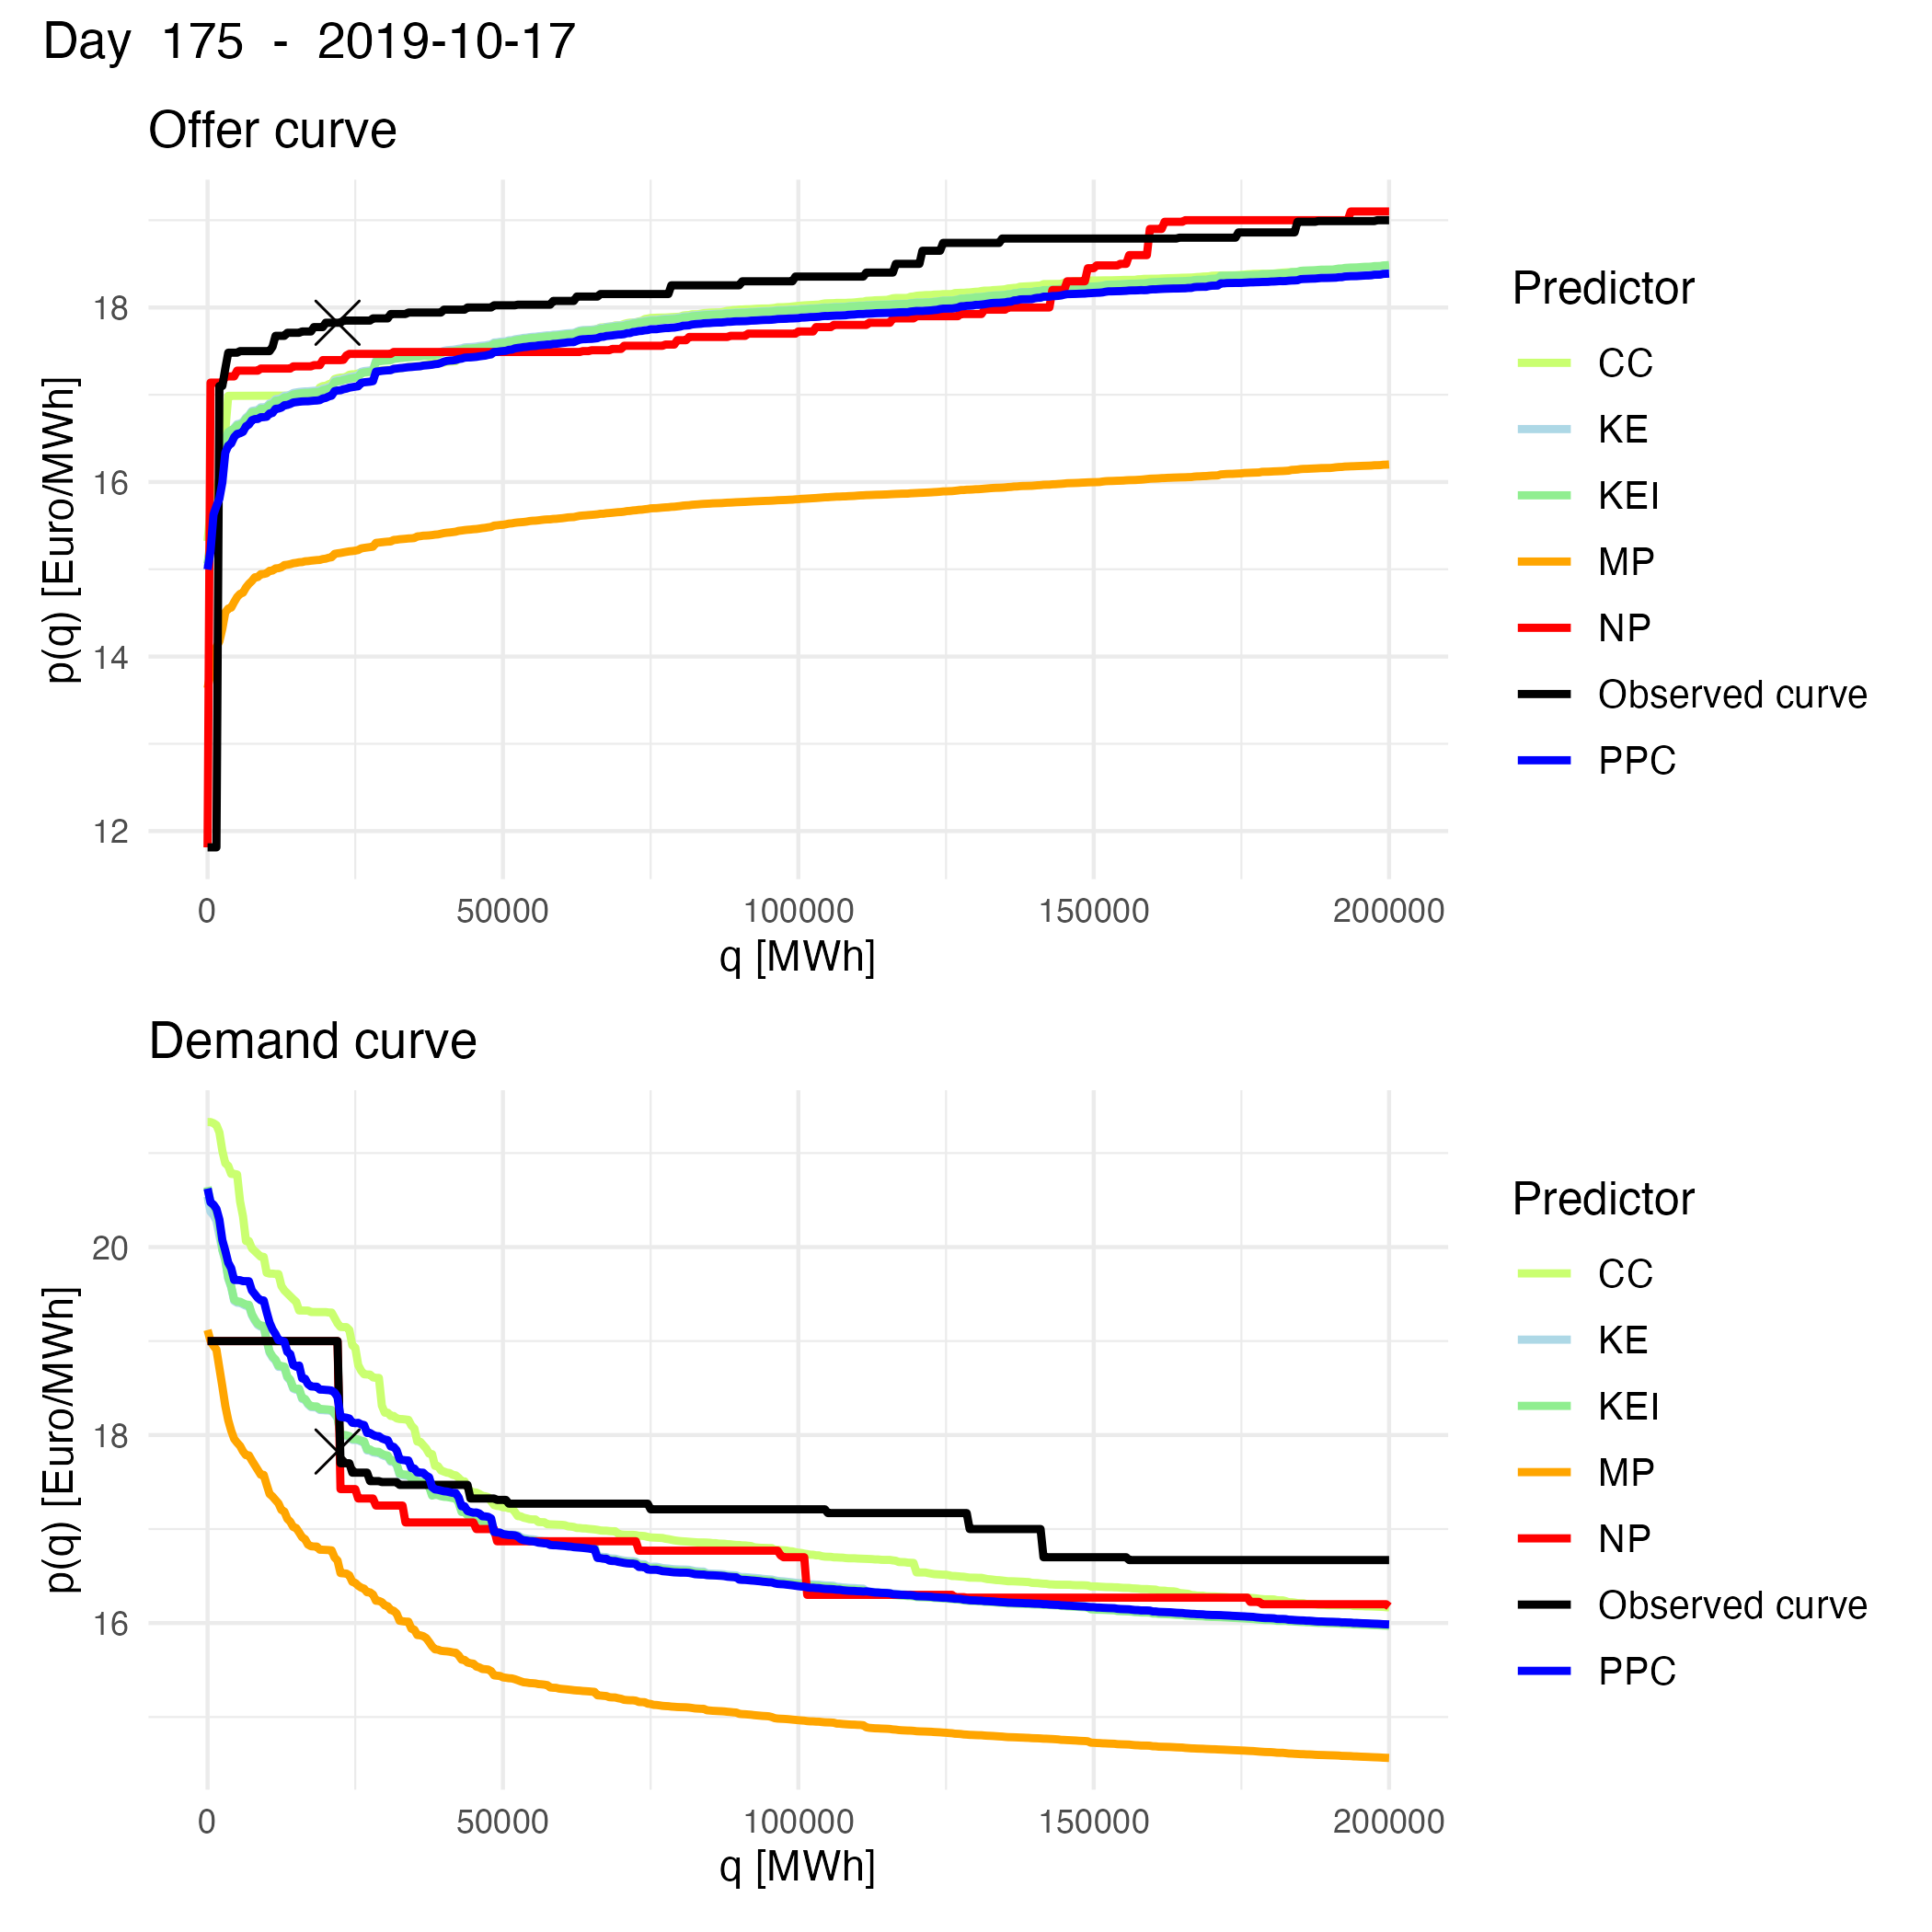 Day 175 - 2019-10-17
Offer curve
p(q) [Euro/MWh]
18
16
14
12
0 50000 100000 150000 200000
q [MWh]
Predictor
CC
KE
KEI
MP
NP
Observed curve
PPC
Demand curve
p(q) [Euro/MWh]
20
18
16
0 50000 100000 150000 200000
q [MWh]
Predictor
CC
KE
KEI
MP
NP
Observed curve
PPC